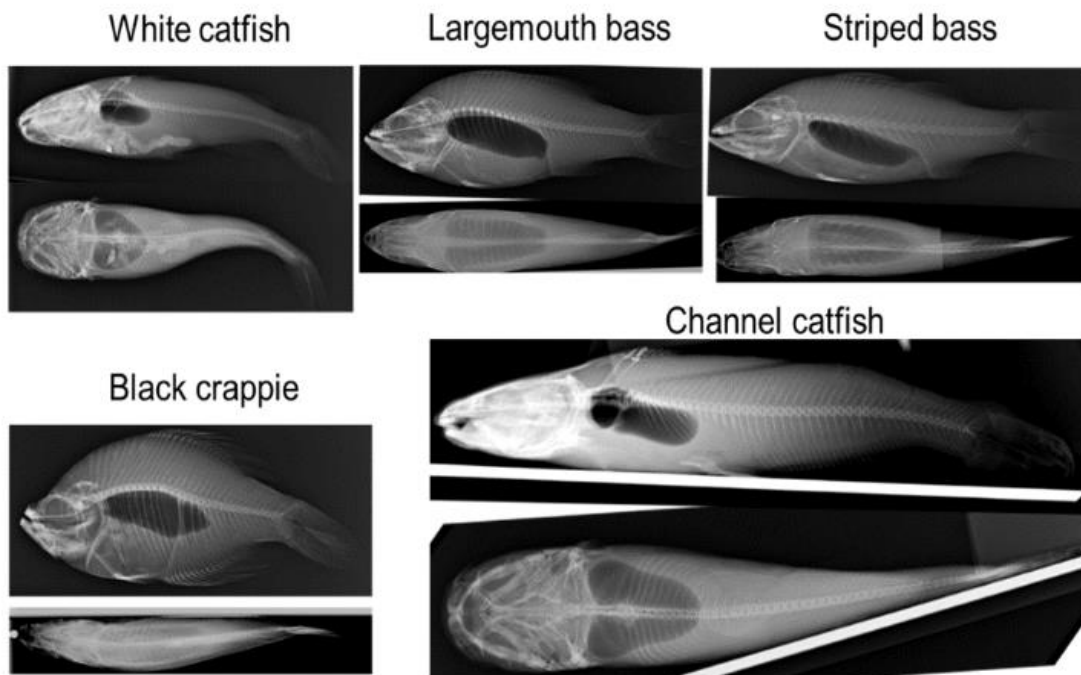 White catfish
Largemouth bass
Striped bass
Black crappie
Channel catfish